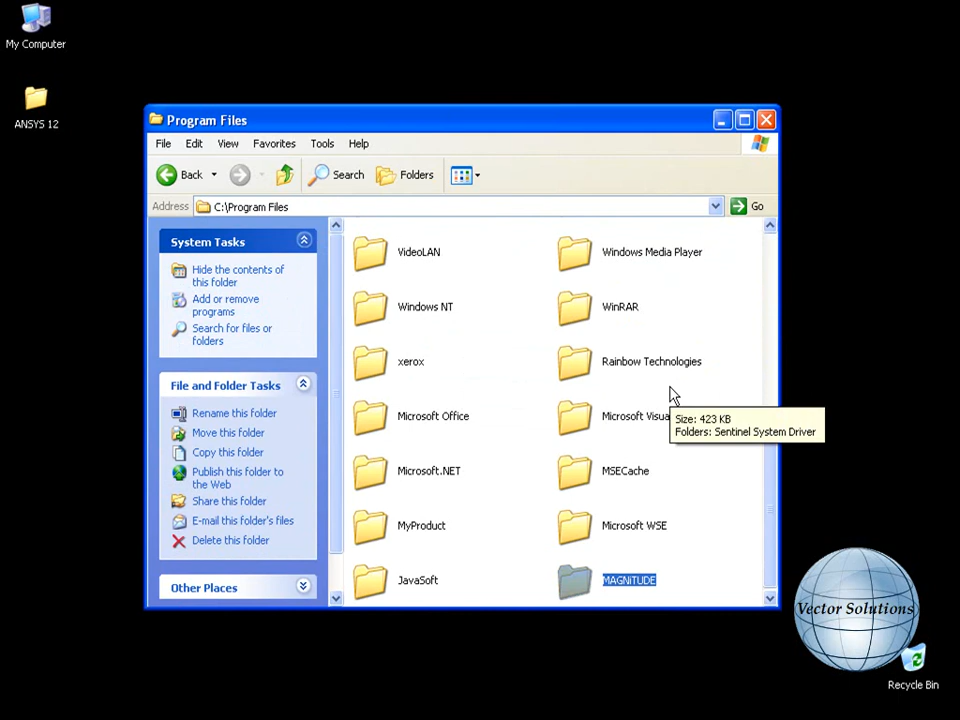 My Computer
ANSYS 12
Program Files
File Edit View Favorites Tools Help
Back Search Folders
Address C:\Program Files Go
System Tasks
Hide the contents of
this folder
Add or remove
programs
Search for files or
folders
File and Folder Tasks
Rename this folder
Move this folder
Copy this folder
Publish this folder to
the Web
Share this folder
E-mail this folder's files
Delete this folder
Other Places
VideoLAN
Windows Media Player
Windows NT
WinRAR
xerox
Rainbow Technologies
Microsoft Office
Microsoft Visua
Size: 423 KB
Folders: Sentinel System Driver
Microsoft.NET
MSECache
MyProduct
Microsoft WSE
JavaSoft
MAGNiTUDE
Vector Solutions
Recycle Bin